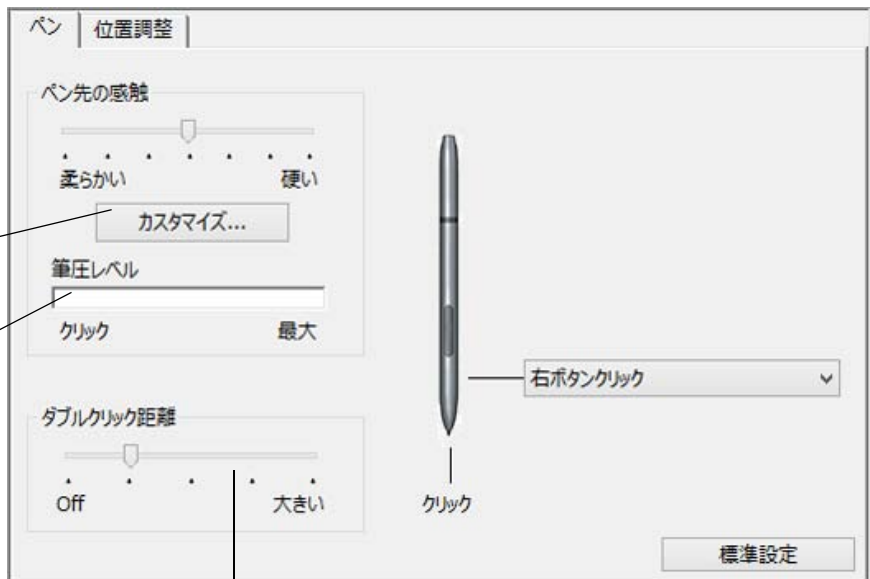 ペン 位置調整
ペン先の感触
柔らかい 硬い
カスタマイズ...
筆圧レベル
クリック 最大
右ボタンクリック
ダブルクリック距離
Off 大きい
クリック
標準設定